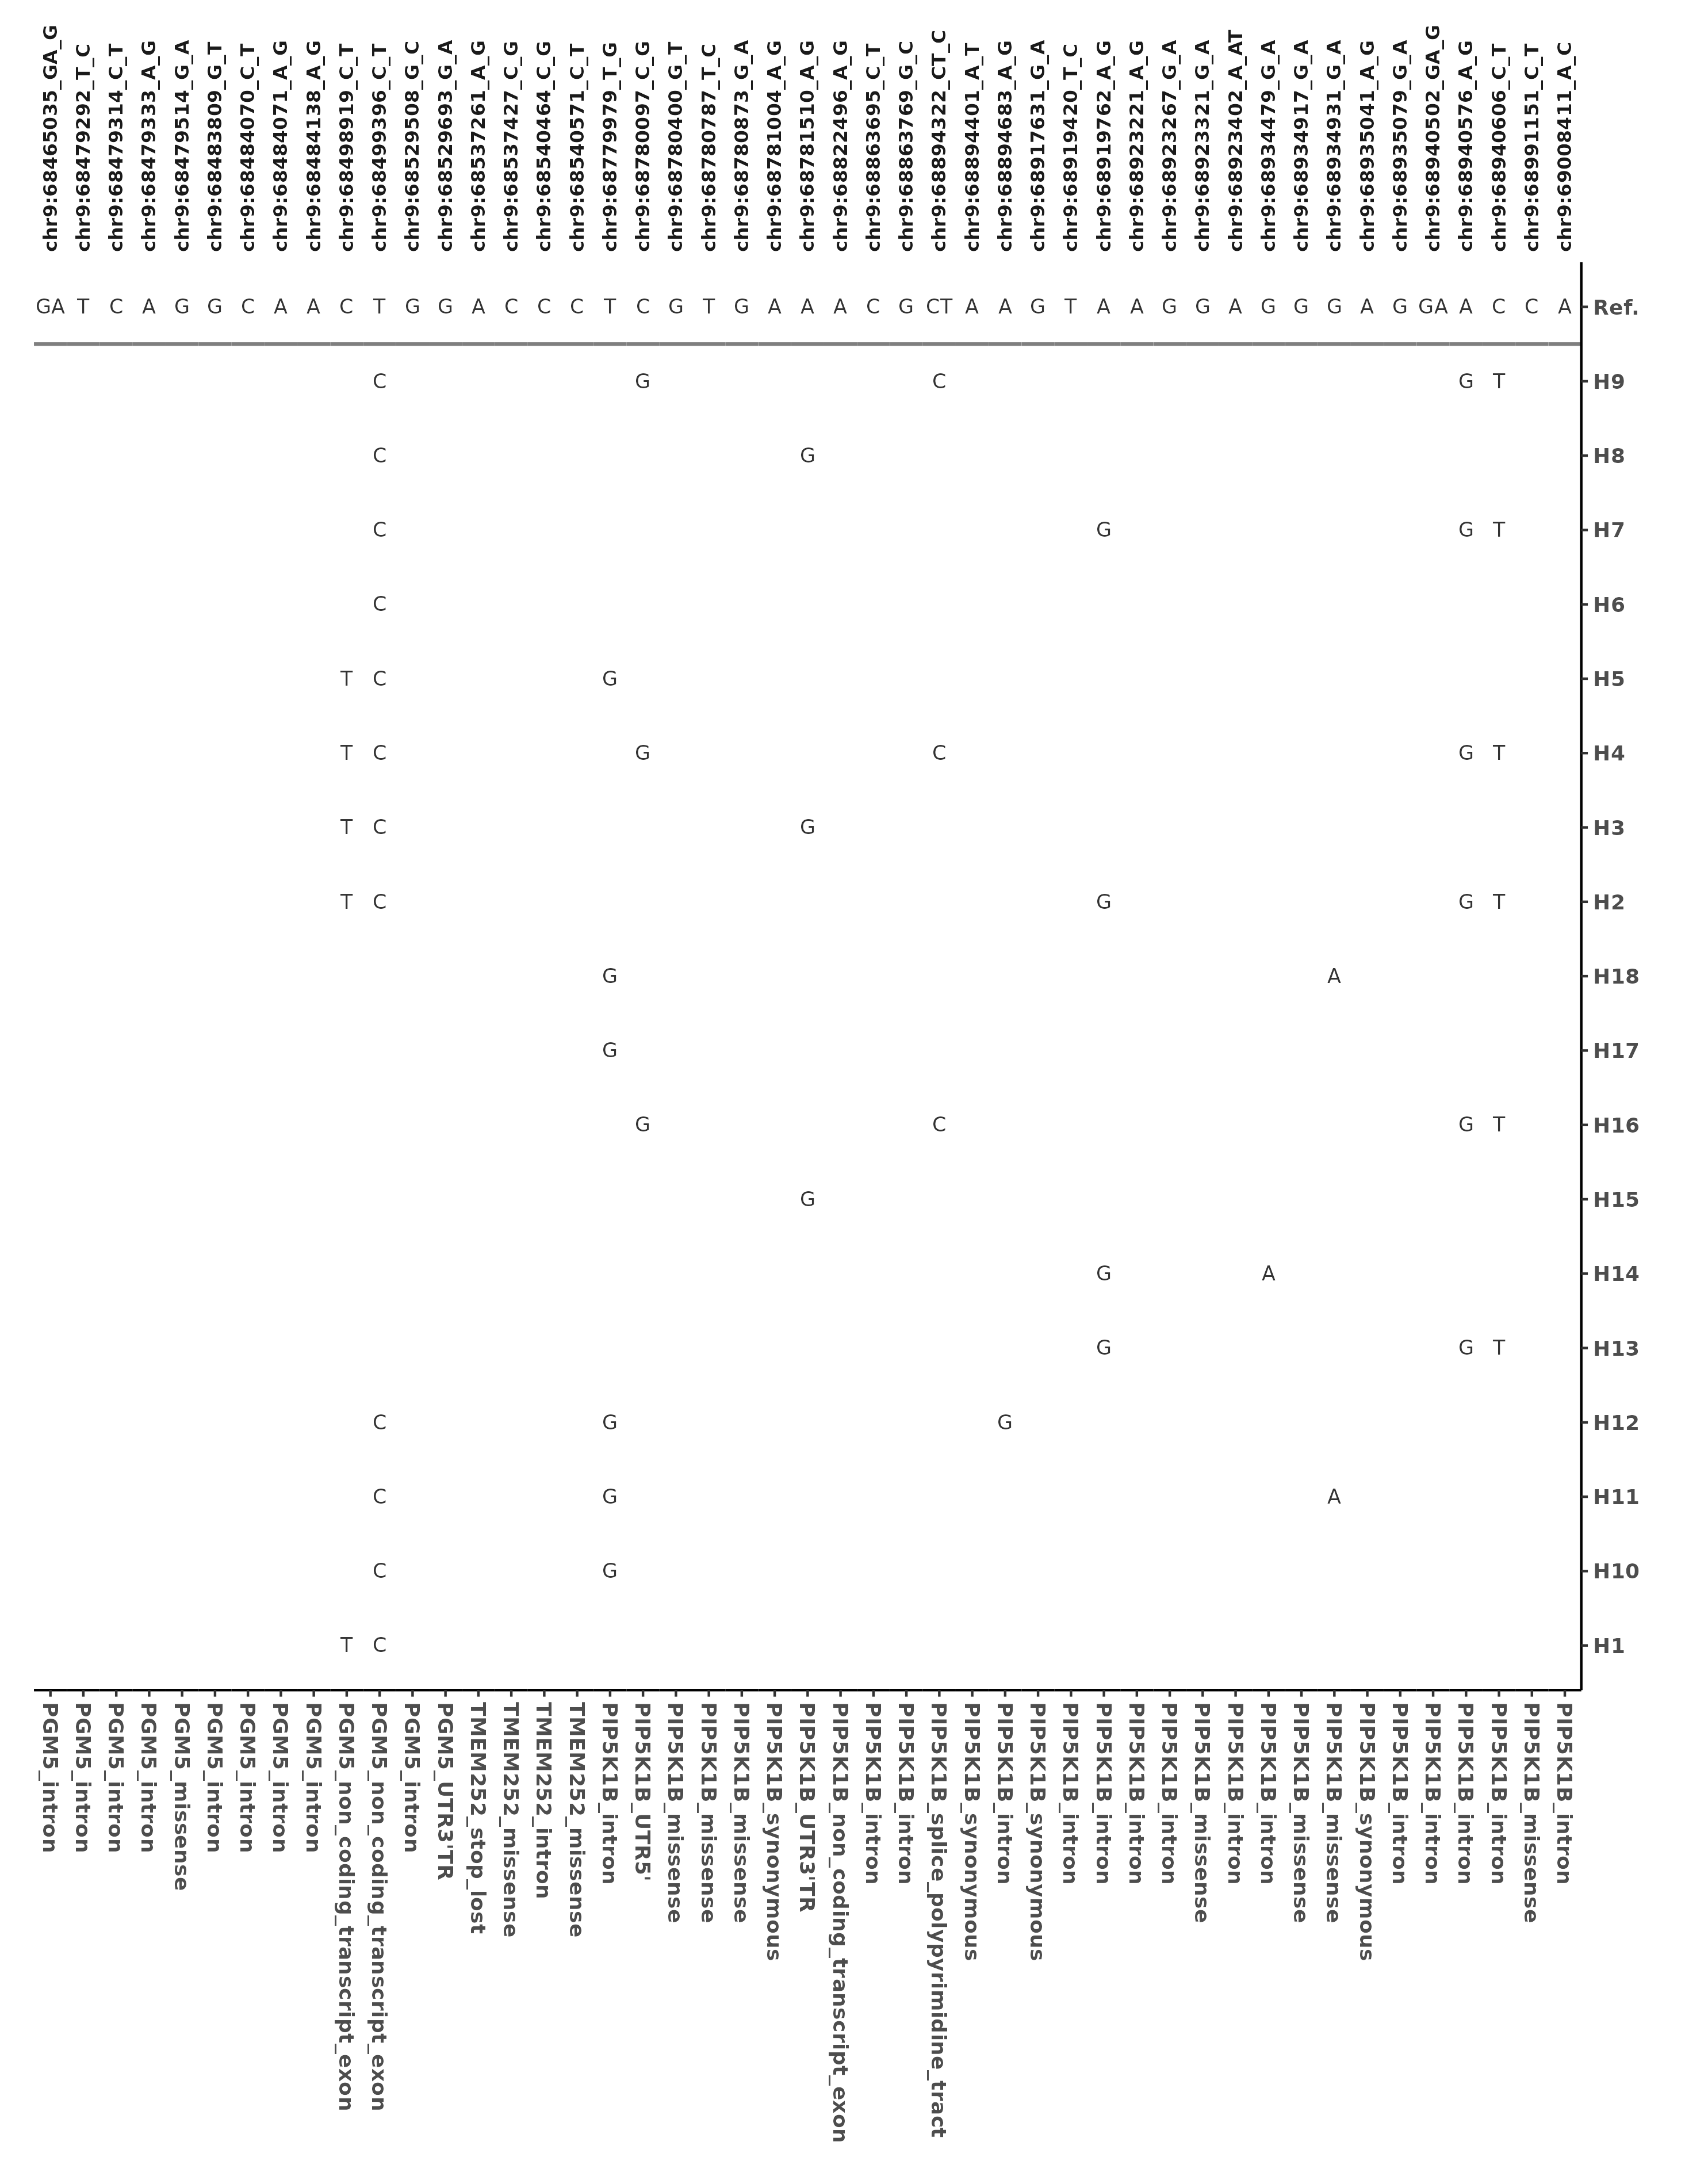 chr9:68465035_GA_G
chr9:68479292_T_C
chr9:68479314_C_T
chr9:68479333_A_G
chr9:68479514_G_A
chr9:68483809_G_T
chr9:68484070_C_T
chr9:68484071_A_G
chr9:68484138_A_G
chr9:68498919_C_T
chr9:68499396_C_T
chr9:68529508_G_C
chr9:68529693_G_A
chr9:68537261_A_G
chr9:68537427_C_G
chr9:68540464_C_G
chr9:68540571_C_T
chr9:68779979_T_G
chr9:68780097_C_G
chr9:68780400_G_T
chr9:68780787_T_C
chr9:68780873_G_A
chr9:68781004_A_G
chr9:68781510_A_G
chr9:68822496_A_G
chr9:68863695_C_T
chr9:68863769_G_C
chr9:68894322_CT_C
chr9:68894401_A_T
chr9:68894683_A_G
chr9:68917631_G_A
chr9:68919420_T_C
chr9:68919762_A_G
chr9:68923221_A_G
chr9:68923267_G_A
chr9:68923321_G_A
chr9:68923402_A_AT
chr9:68934479_G_A
chr9:68934917_G_A
chr9:68934931_G_A
chr9:68935041_A_G
chr9:68935079_G_A
chr9:68940502_GA_G
chr9:68940576_A_G
chr9:68940606_C_T
chr9:68991151_C_T
chr9:69008411_A_C
GA T C A G G C A A C T G G A C C C T C G T G A A A C G CT A A G T A A G G A G G G A G GA A C C A Ref.
C G C G T H9
C G H8
C G G T H7
C H6
T C G H5
T C G C G T H4
T C G H3
T C G G T H2
G A H18
G H17
G C G T H16
G H15
G A H14
G G T H13
C G G H12
C G A H11
C G H10
T C H1
PGM5_intron
PGM5_intron
PGM5_intron
PGM5_intron
PGM5_missense
PGM5_intron
PGM5_intron
PGM5_intron
PGM5_intron
PGM5_non_coding_transcript_exon
PGM5_non_coding_transcript_exon
PGM5_intron
PGM5_UTR3'TR
TMEM252_stop_lost
TMEM252_missense
TMEM252_intron
TMEM252_missense
PIP5K1B_intron
PIP5K1B_UTR5'
PIP5K1B_missense
PIP5K1B_missense
PIP5K1B_missense
PIP5K1B_synonymous
PIP5K1B_UTR3'TR
PIP5K1B_non_coding_transcript_exon
PIP5K1B_intron
PIP5K1B_intron
PIP5K1B_splice_polypyrimidine_tract
PIP5K1B_synonymous
PIP5K1B_intron
PIP5K1B_synonymous
PIP5K1B_intron
PIP5K1B_intron
PIP5K1B_intron
PIP5K1B_intron
PIP5K1B_missense
PIP5K1B_intron
PIP5K1B_intron
PIP5K1B_missense
PIP5K1B_missense
PIP5K1B_synonymous
PIP5K1B_intron
PIP5K1B_intron
PIP5K1B_intron
PIP5K1B_intron
PIP5K1B_missense
PIP5K1B_intron